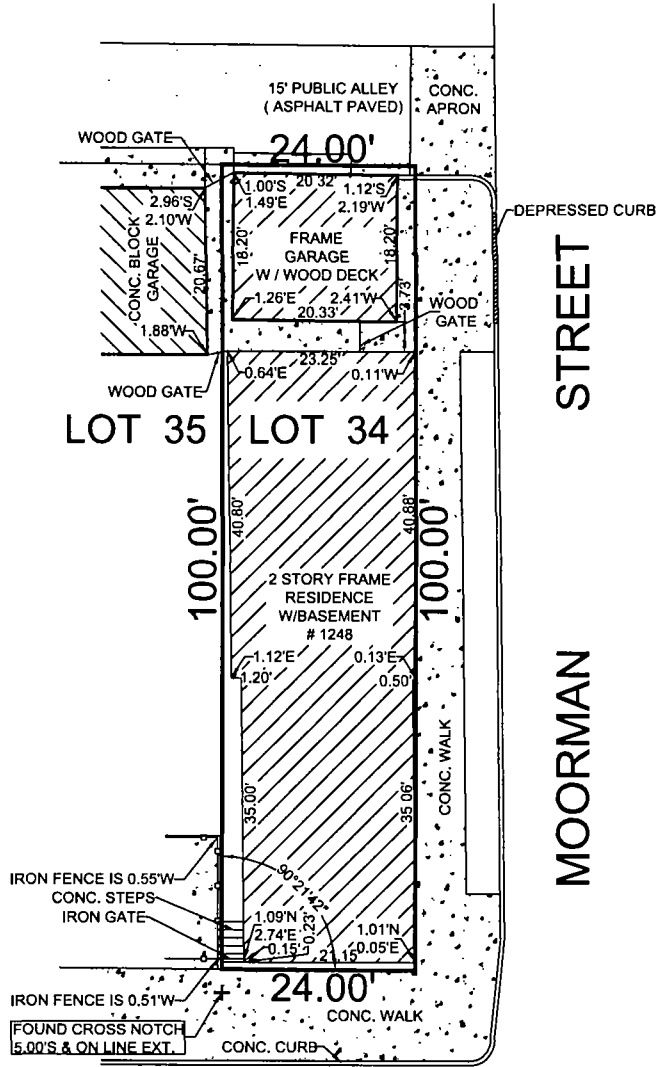 15' PUBLIC ALLEY
( ASPHALT PAVED)
CONC.
APRON
WOOD GATE
24.00'
20.32'
1.00'S
1.49'E
1.12'S
2.19'W
2.96'S
2.10'W
DEPRESSED CURB
CONC. BLOCK
GARAGE
20.67'
18.20'
FRAME
GARAGE
W / WOOD DECK
18.20'
1.26'E
2.41'W
20.33'
WOOD
GATE
1.88'W
23.25'
0.64'E
0.11'W
WOOD GATE
STREET
LOT 35
LOT 34
40.80'
40.88'
100.00'
100.00'
2 STORY FRAME
RESIDENCE
W/BASEMENT
# 1248
1.12'E
1.20'
0.13'E
0.50'
CONC. WALK
MOORMAN
35.00'
35.06'
90°21'42"
IRON FENCE IS 0.55'W
CONC. STEPS
IRON GATE
1.09'N
2.74'E
0.15'
0.23'
1.01'N
0.05'E
21.15'
24.00'
IRON FENCE IS 0.51'W
CONC. WALK
FOUND CROSS NOTCH
5.00'S & ON LINE EXT.
CONC. CURB